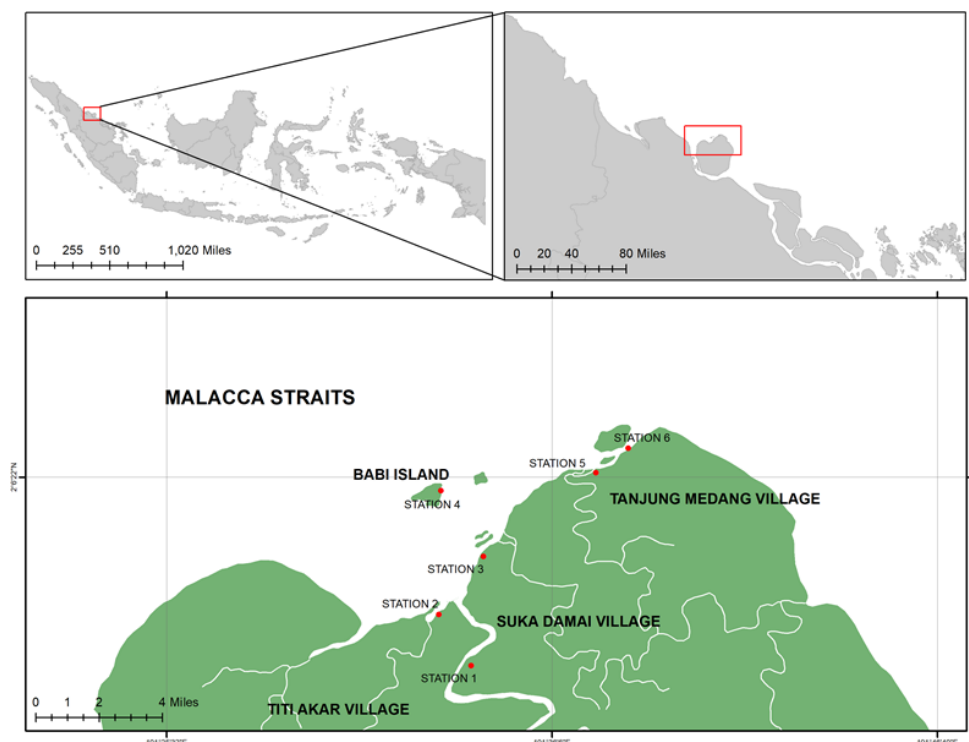 0 255 510 1,020 Miles
0 20 40 80 Miles
MALACCA STRAITS
STATION 6
STATION 5
BABI ISLAND
TANJUNG MEDANG VILLAGE
STATION 4
STATION 3
STATION 2
SUKA DAMAI VILLAGE
STATION 1
0 1 2 4 Miles
TITI AKAR VILLAGE